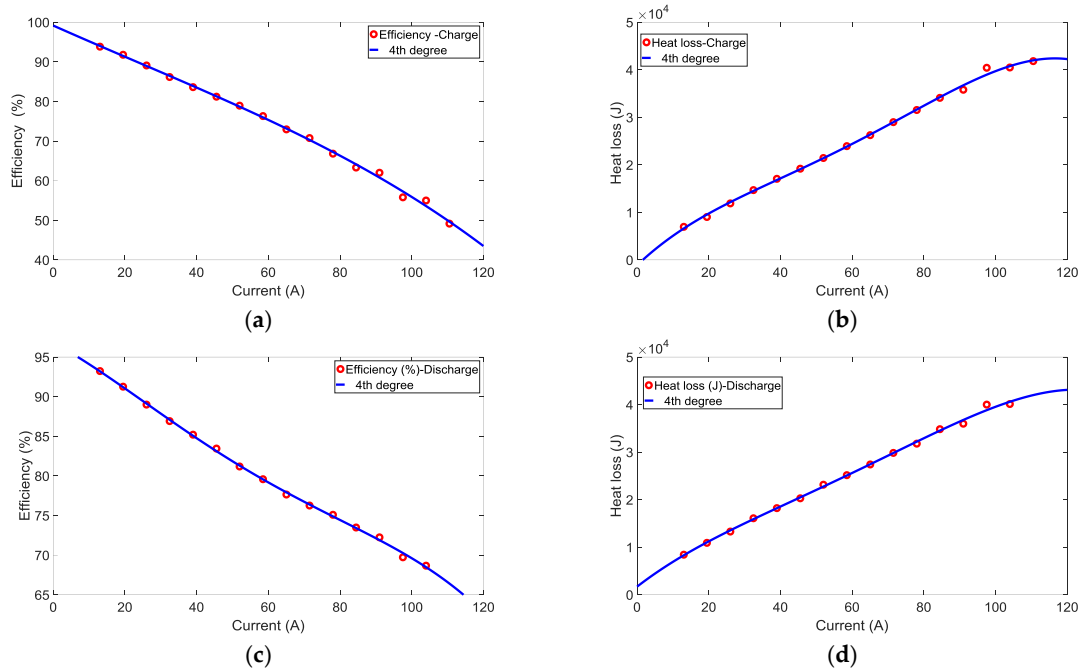 100
90
80
70
60
50
40
Efficiency (%)
Efficiency -Charge
4th degree
0 20 40 60 80 100 120
Current (A)
(a)
×10⁴
5
4
3
2
1
0
Heat loss (J)
Heat loss-Charge
4th degree
0 20 40 60 80 100 120
Current (A)
(b)
95
90
85
80
75
70
65
Efficiency (%)
Efficiency (%)-Discharge
4th degree
0 20 40 60 80 100 120
Current (A)
(c)
×10⁴
5
4
3
2
1
0
Heat loss (J)
Heat loss (J)-Discharge
4th degree
0 20 40 60 80 100 120
Current (A)
(d)